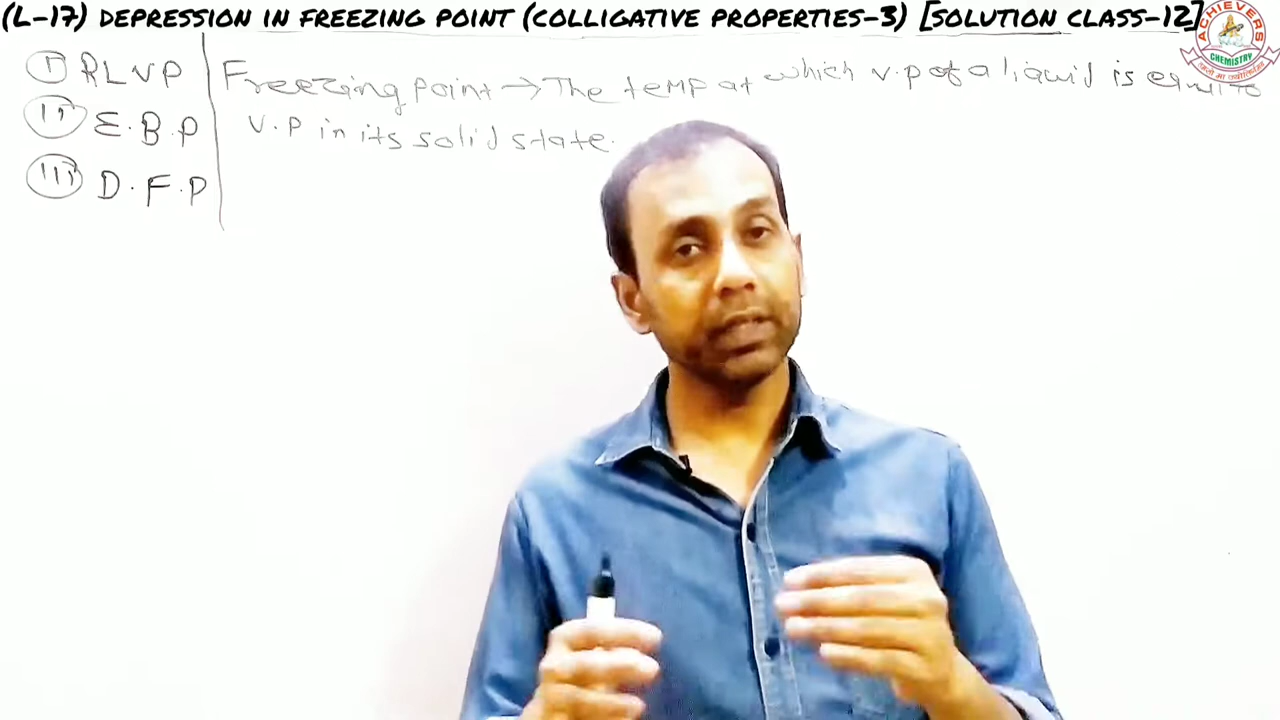 (L-17) DEPRESSION IN FREEZING POINT (COLLIGATIVE PROPERTIES-3) [SOLUTION CLASS-12]
ACHIEVERS
CHEMISTRY
I RLVP
II E.B.P
III D.F.P
Freezing point → The temp at which v.p of a liquid is equal to
V.P in its solid state.